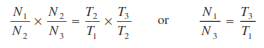 N₁/N₂ × N₂/N₃ = T₂/T₁ × T₃/T₂ or N₁/N₃ = T₃/T₁